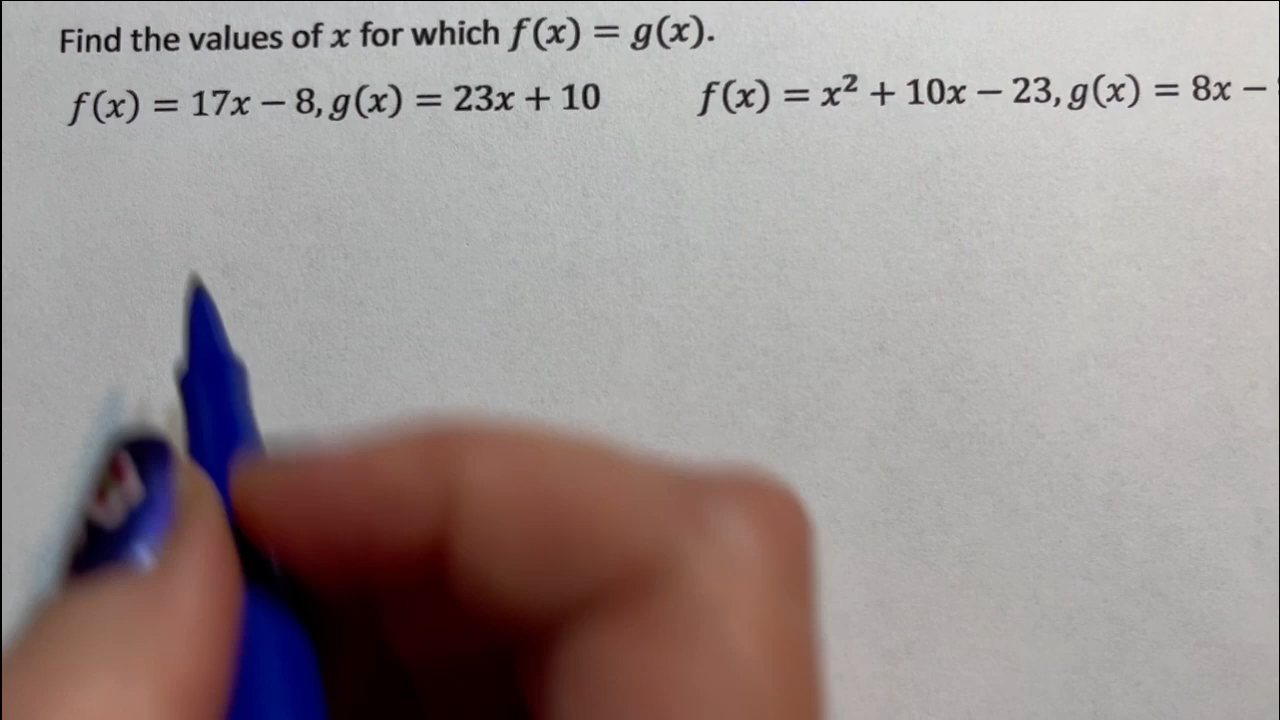 Find the values of x for which f(x) = g(x).
f(x) = 17x − 8, g(x) = 23x + 10 f(x) = x² + 10x − 23, g(x) = 8x −